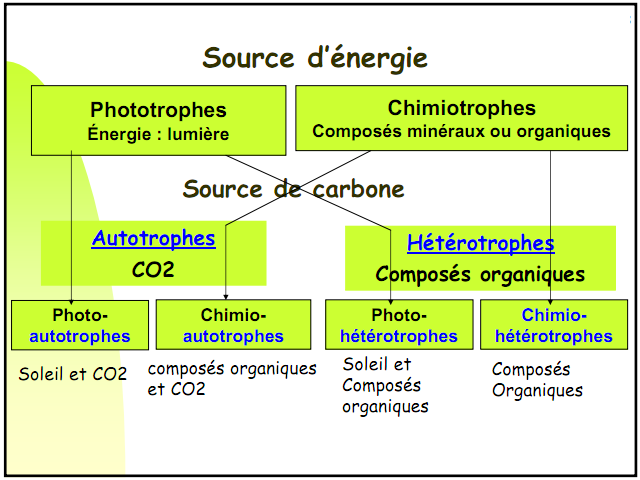 Source d'énergie
Phototrophes
Énergie : lumière
Chimiotrophes
Composés minéraux ou organiques
Source de carbone
Autotrophes
CO2
Hétérotrophes
Composés organiques
Photo-
autotrophes
Chimio-
autotrophes
Photo-
hétérotrophes
Chimio-
hétérotrophes
Soleil et CO2
composés organiques
et CO2
Soleil et
Composés
organiques
Composés
Organiques